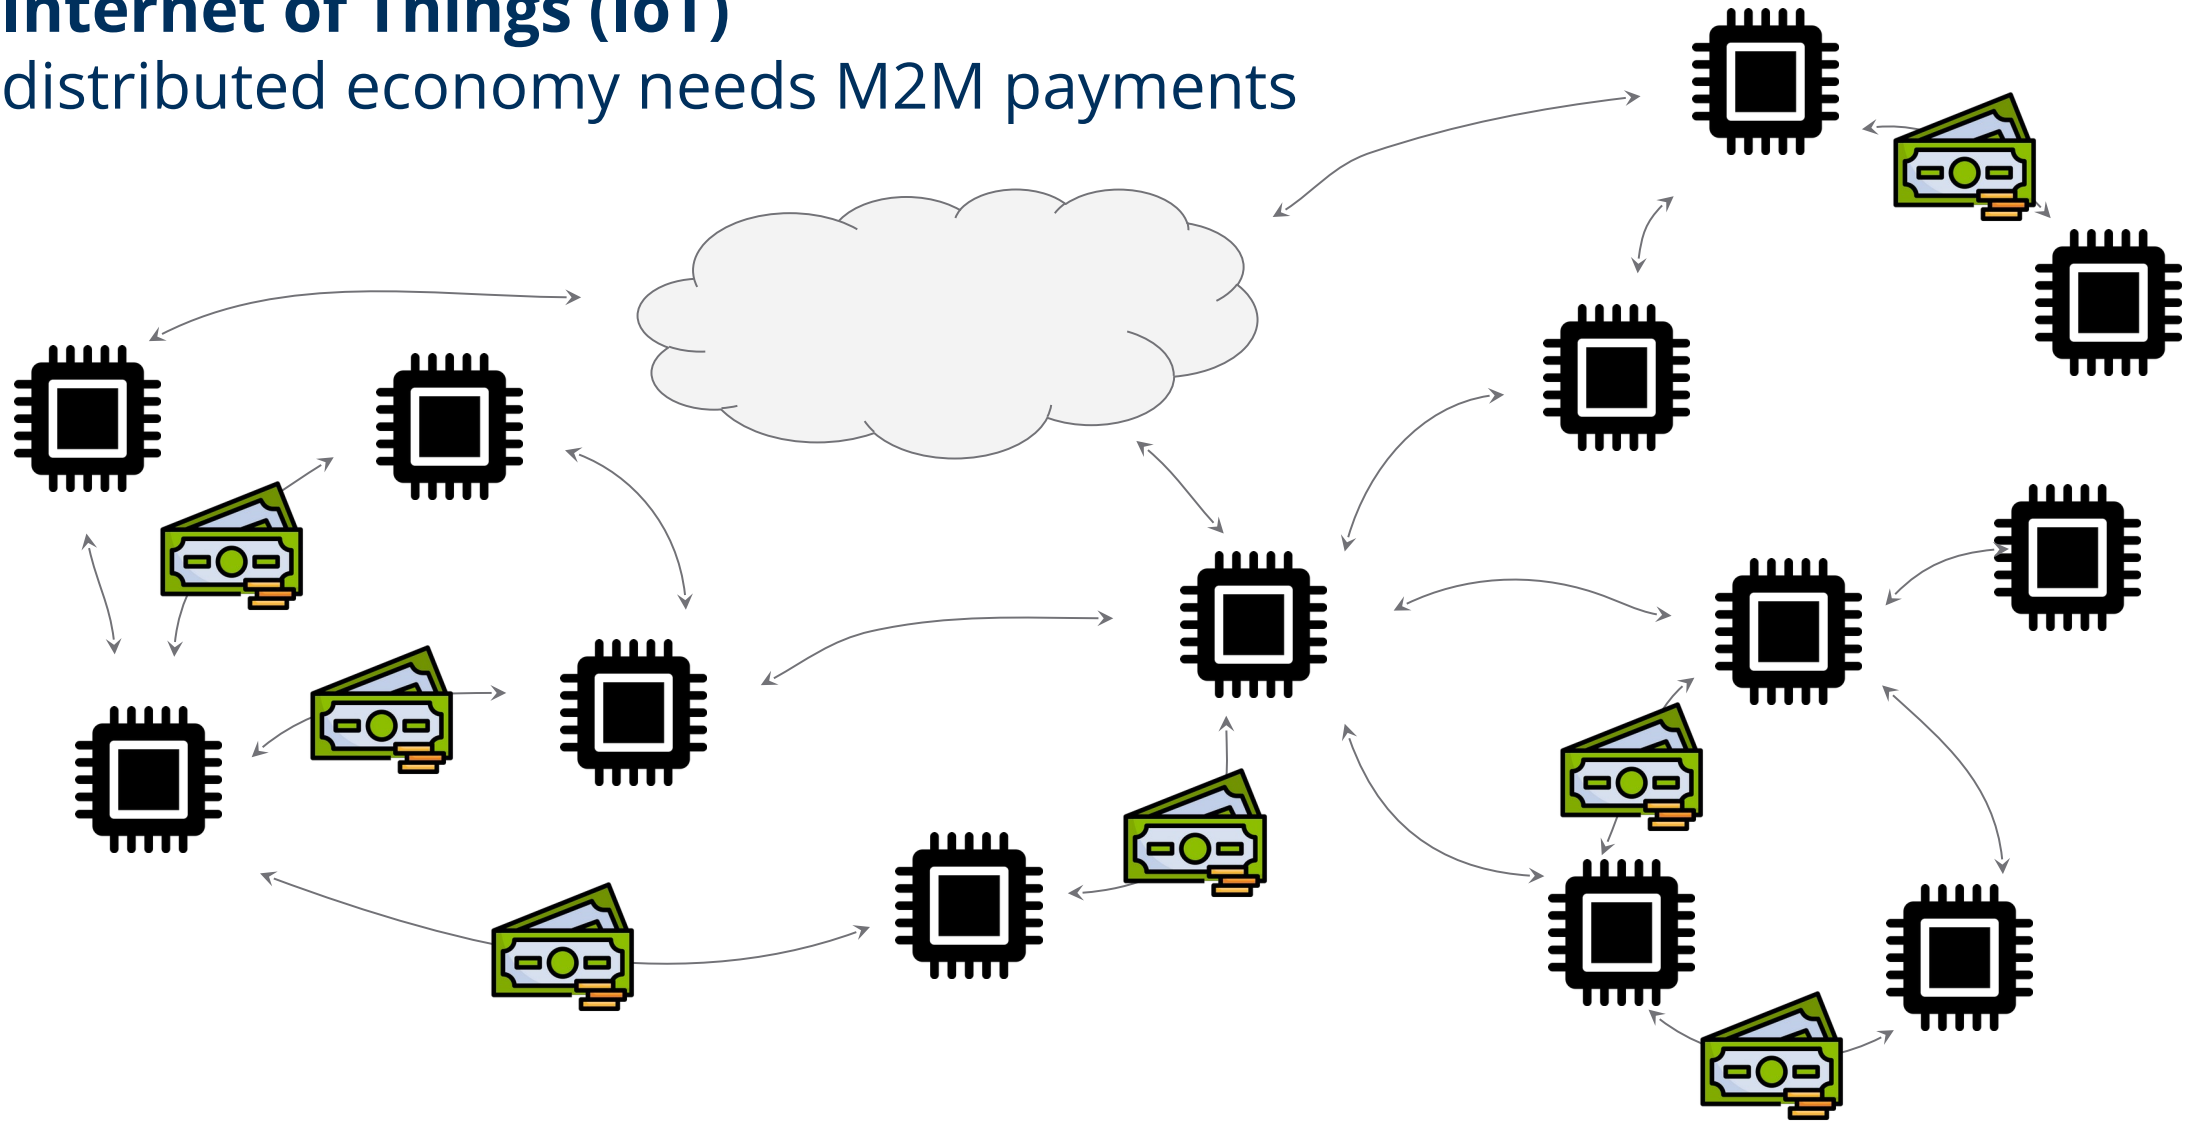 Internet of Things (IoT)
distributed economy needs M2M payments